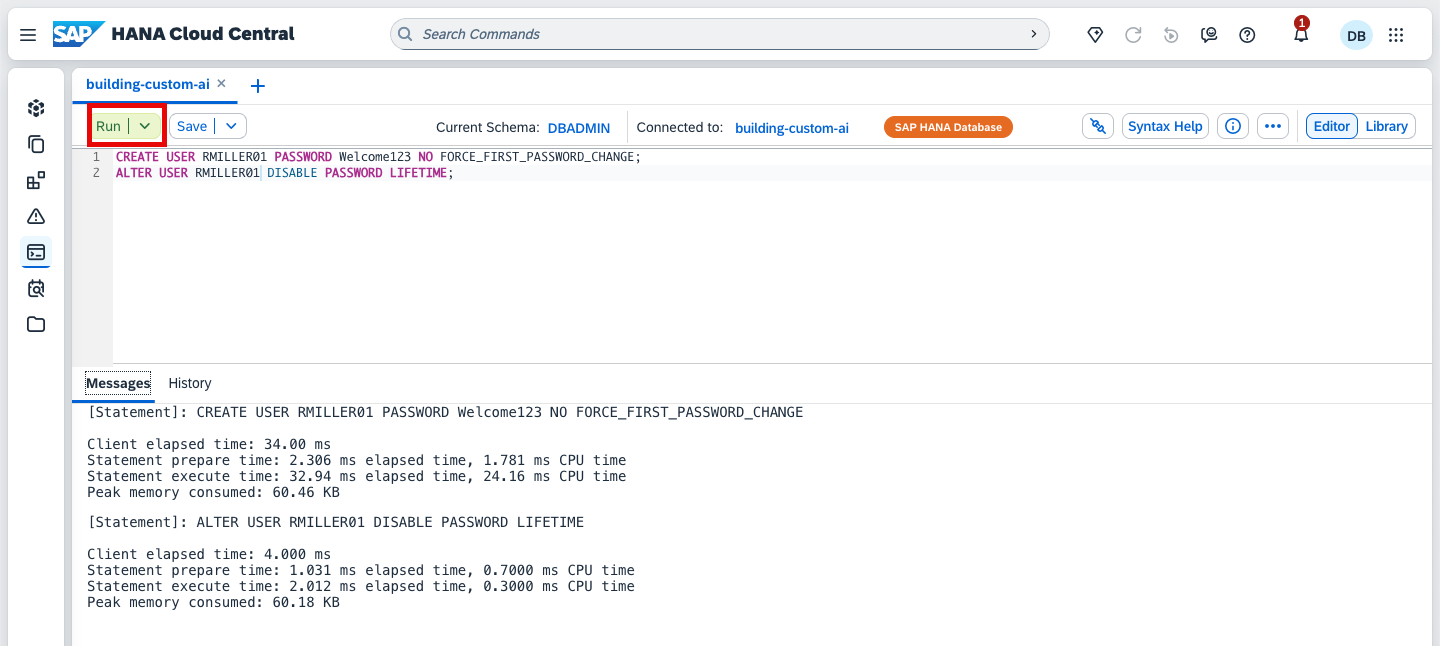 SAP HANA Cloud Central
Search Commands
1
DB
building-custom-ai
Run
Save
Current Schema: DBADMIN
Connected to: building-custom-ai
SAP HANA Database
Syntax Help
Editor
Library
1 CREATE USER RMILLER01 PASSWORD Welcome123 NO FORCE_FIRST_PASSWORD_CHANGE;
2 ALTER USER RMILLER01 DISABLE PASSWORD LIFETIME;
Messages History
[Statement]: CREATE USER RMILLER01 PASSWORD Welcome123 NO FORCE_FIRST_PASSWORD_CHANGE
Client elapsed time: 34.00 ms
Statement prepare time: 2.306 ms elapsed time, 1.781 ms CPU time
Statement execute time: 32.94 ms elapsed time, 24.16 ms CPU time
Peak memory consumed: 60.46 KB
[Statement]: ALTER USER RMILLER01 DISABLE PASSWORD LIFETIME
Client elapsed time: 4.000 ms
Statement prepare time: 1.031 ms elapsed time, 0.7000 ms CPU time
Statement execute time: 2.012 ms elapsed time, 0.3000 ms CPU time
Peak memory consumed: 60.18 KB